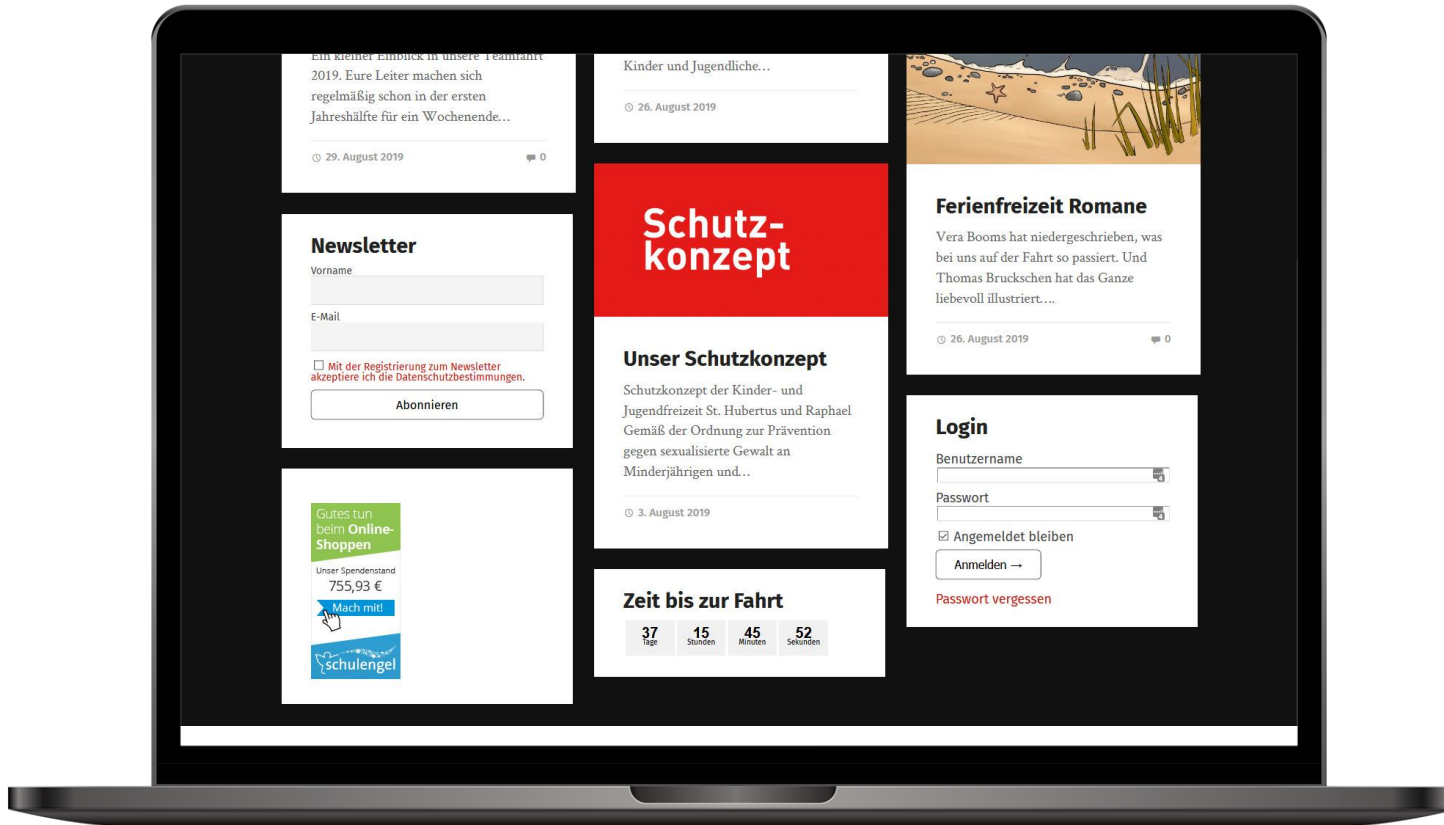 Ein kleiner Einblick in unsere Teamfahrt
2019. Eure Leiter machen sich
regelmäßig schon in der ersten
Jahreshälfte für ein Wochenende…
29. August 2019
0
Newsletter
Vorname
E-Mail
Mit der Registrierung zum Newsletter
akzeptiere ich die Datenschutzbestimmungen.
Abonnieren
Gutes tun
beim Online-
Shoppen
Unser Spendenstand
755,93 €
Mach mit!
schulengel
Kinder und Jugendliche…
26. August 2019
Schutz-
konzept
Unser Schutzkonzept
Schutzkonzept der Kinder- und
Jugendfreizeit St. Hubertus und Raphael
Gemäß der Ordnung zur Prävention
gegen sexualisierte Gewalt an
Minderjährigen und…
3. August 2019
Zeit bis zur Fahrt
37 15 45 52
Tage Stunden Minuten Sekunden
Ferienfreizeit Romane
Vera Booms hat niedergeschrieben, was
bei uns auf der Fahrt so passiert. Und
Thomas Bruckschen hat das Ganze
liebevoll illustriert….
26. August 2019
0
Login
Benutzername
Passwort
Angemeldet bleiben
Anmelden →
Passwort vergessen